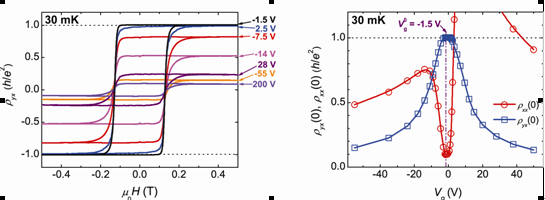 30 mK
-1.5 V
2.5 V
-7.5 V
-14 V
28 V
-55 V
200 V
1.0
0.5
0.0
-0.5
-1.0
ρyx (h/e²)
-0.4 -0.2 0.0 0.2 0.4
μ₀H (T)
30 mK
Vg⁰ = -1.5 V
1.0
0.5
0.0
ρyx(0), ρxx(0) (h/e²)
ρxx(0)
ρyx(0)
-40 -20 0 20 40
Vg (V)